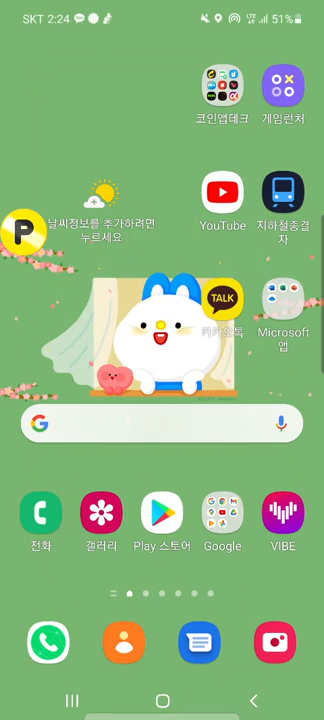 SKT 2:24
LTE
51%
코인앱테크
게임런처
날씨정보를 추가하려면
누르세요
P
YouTube
지하철종결
자
TALK
카카오톡
Microsoft
앱
전화
갤러리
Play 스토어
Google
VIBE